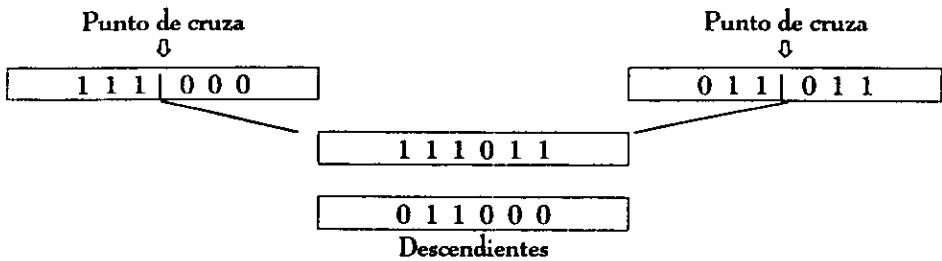 Punto de cruza Punto de cruza
⇩ ⇩
1 1 1 | 0 0 0 0 1 1 | 0 1 1
1 1 1 0 1 1
0 1 1 0 0 0
Descendientes